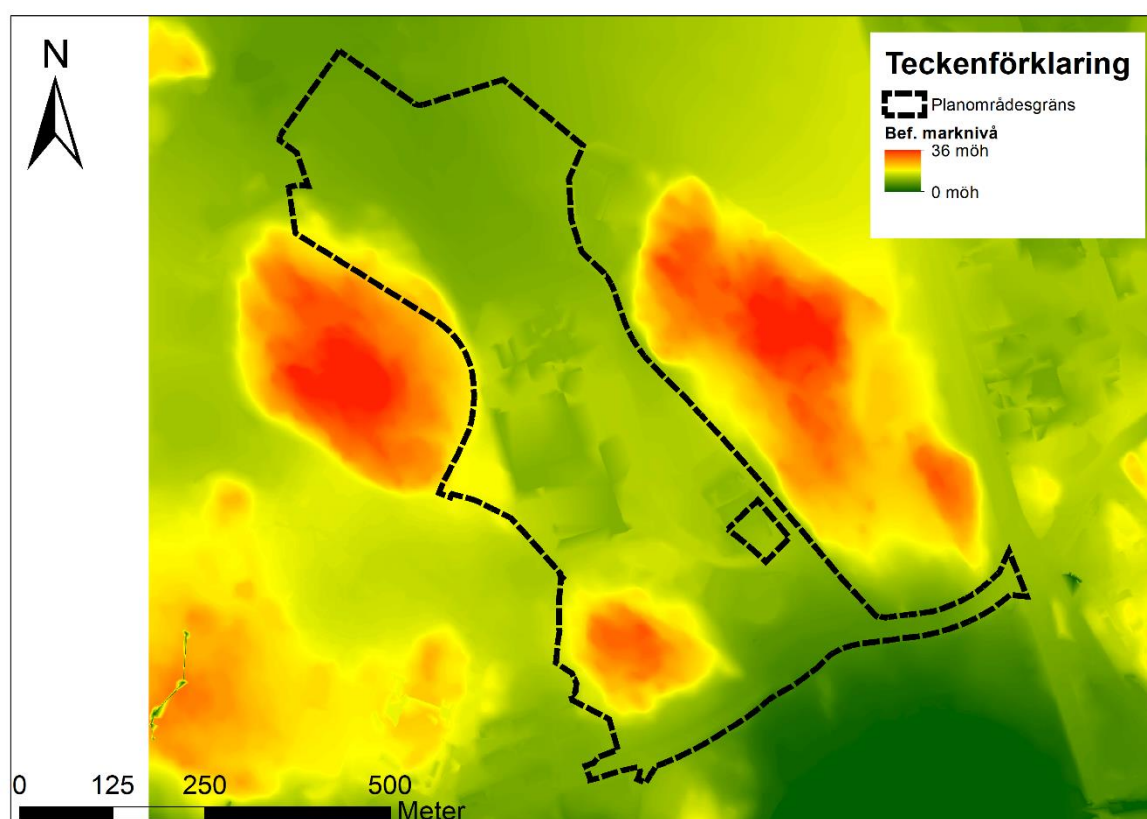 N
Teckenförklaring
Planområdesgräns
Bef. marknivå
36 möh
0 möh
0 125 250 500
Meter